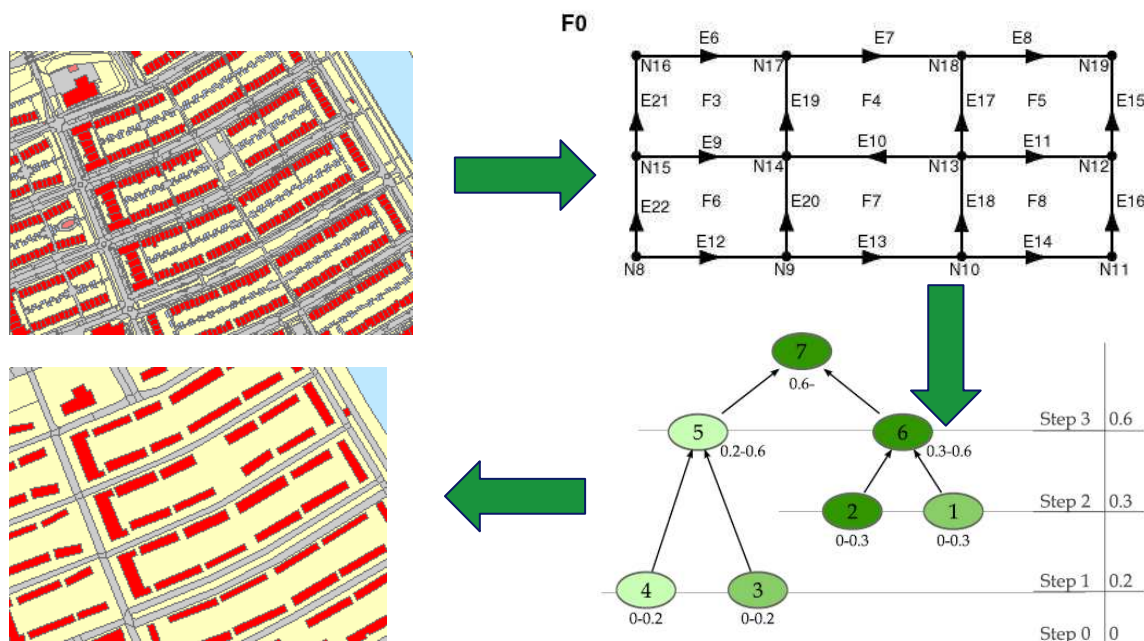 F0
E6 E7 E8
N16 N17 N18 N19
E21 F3 E19 F4 E17 F5 E15
E9 E10 E11
N15 N14 N13 N12
E22 F6 E20 F7 E18 F8 E16
E12 E13 E14
N8 N9 N10 N11
7
0.6-
5 6 Step 3 0.6
0.2-0.6 0.3-0.6
2 1 Step 2 0.3
0-0.3 0-0.3
4 3 Step 1 0.2
0-0.2 0-0.2
Step 0 0